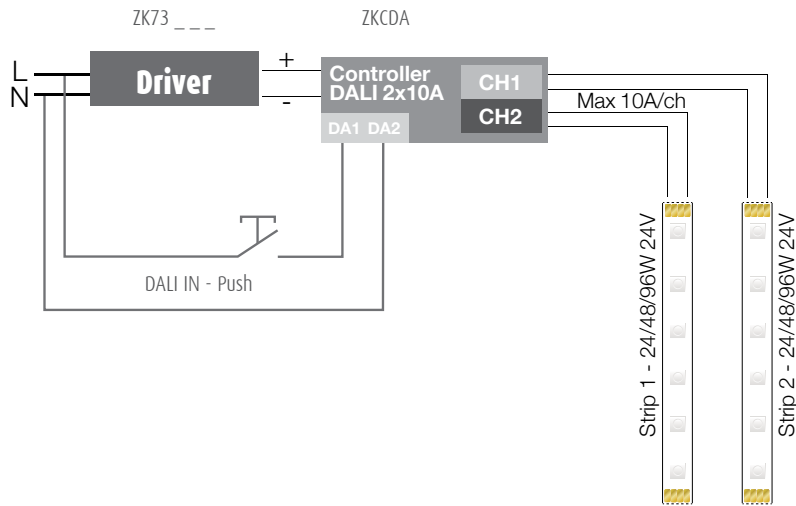 ZK73 _ _ _
ZKCDA
L
N
Driver
+
-
Controller
DALI 2x10A
CH1
CH2
DA1 DA2
Max 10A/ch
DALI IN - Push
Strip 1 - 24/48/96W 24V
Strip 2 - 24/48/96W 24V